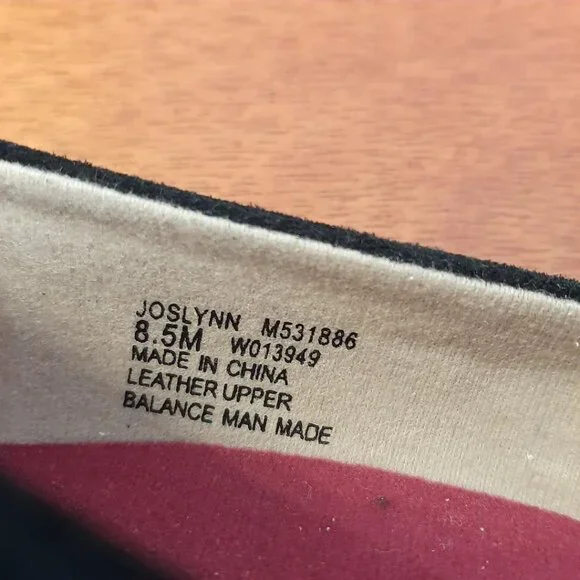 JOSLYNN M531886
8.5M W013949
MADE IN CHINA
LEATHER UPPER
BALANCE MAN MADE